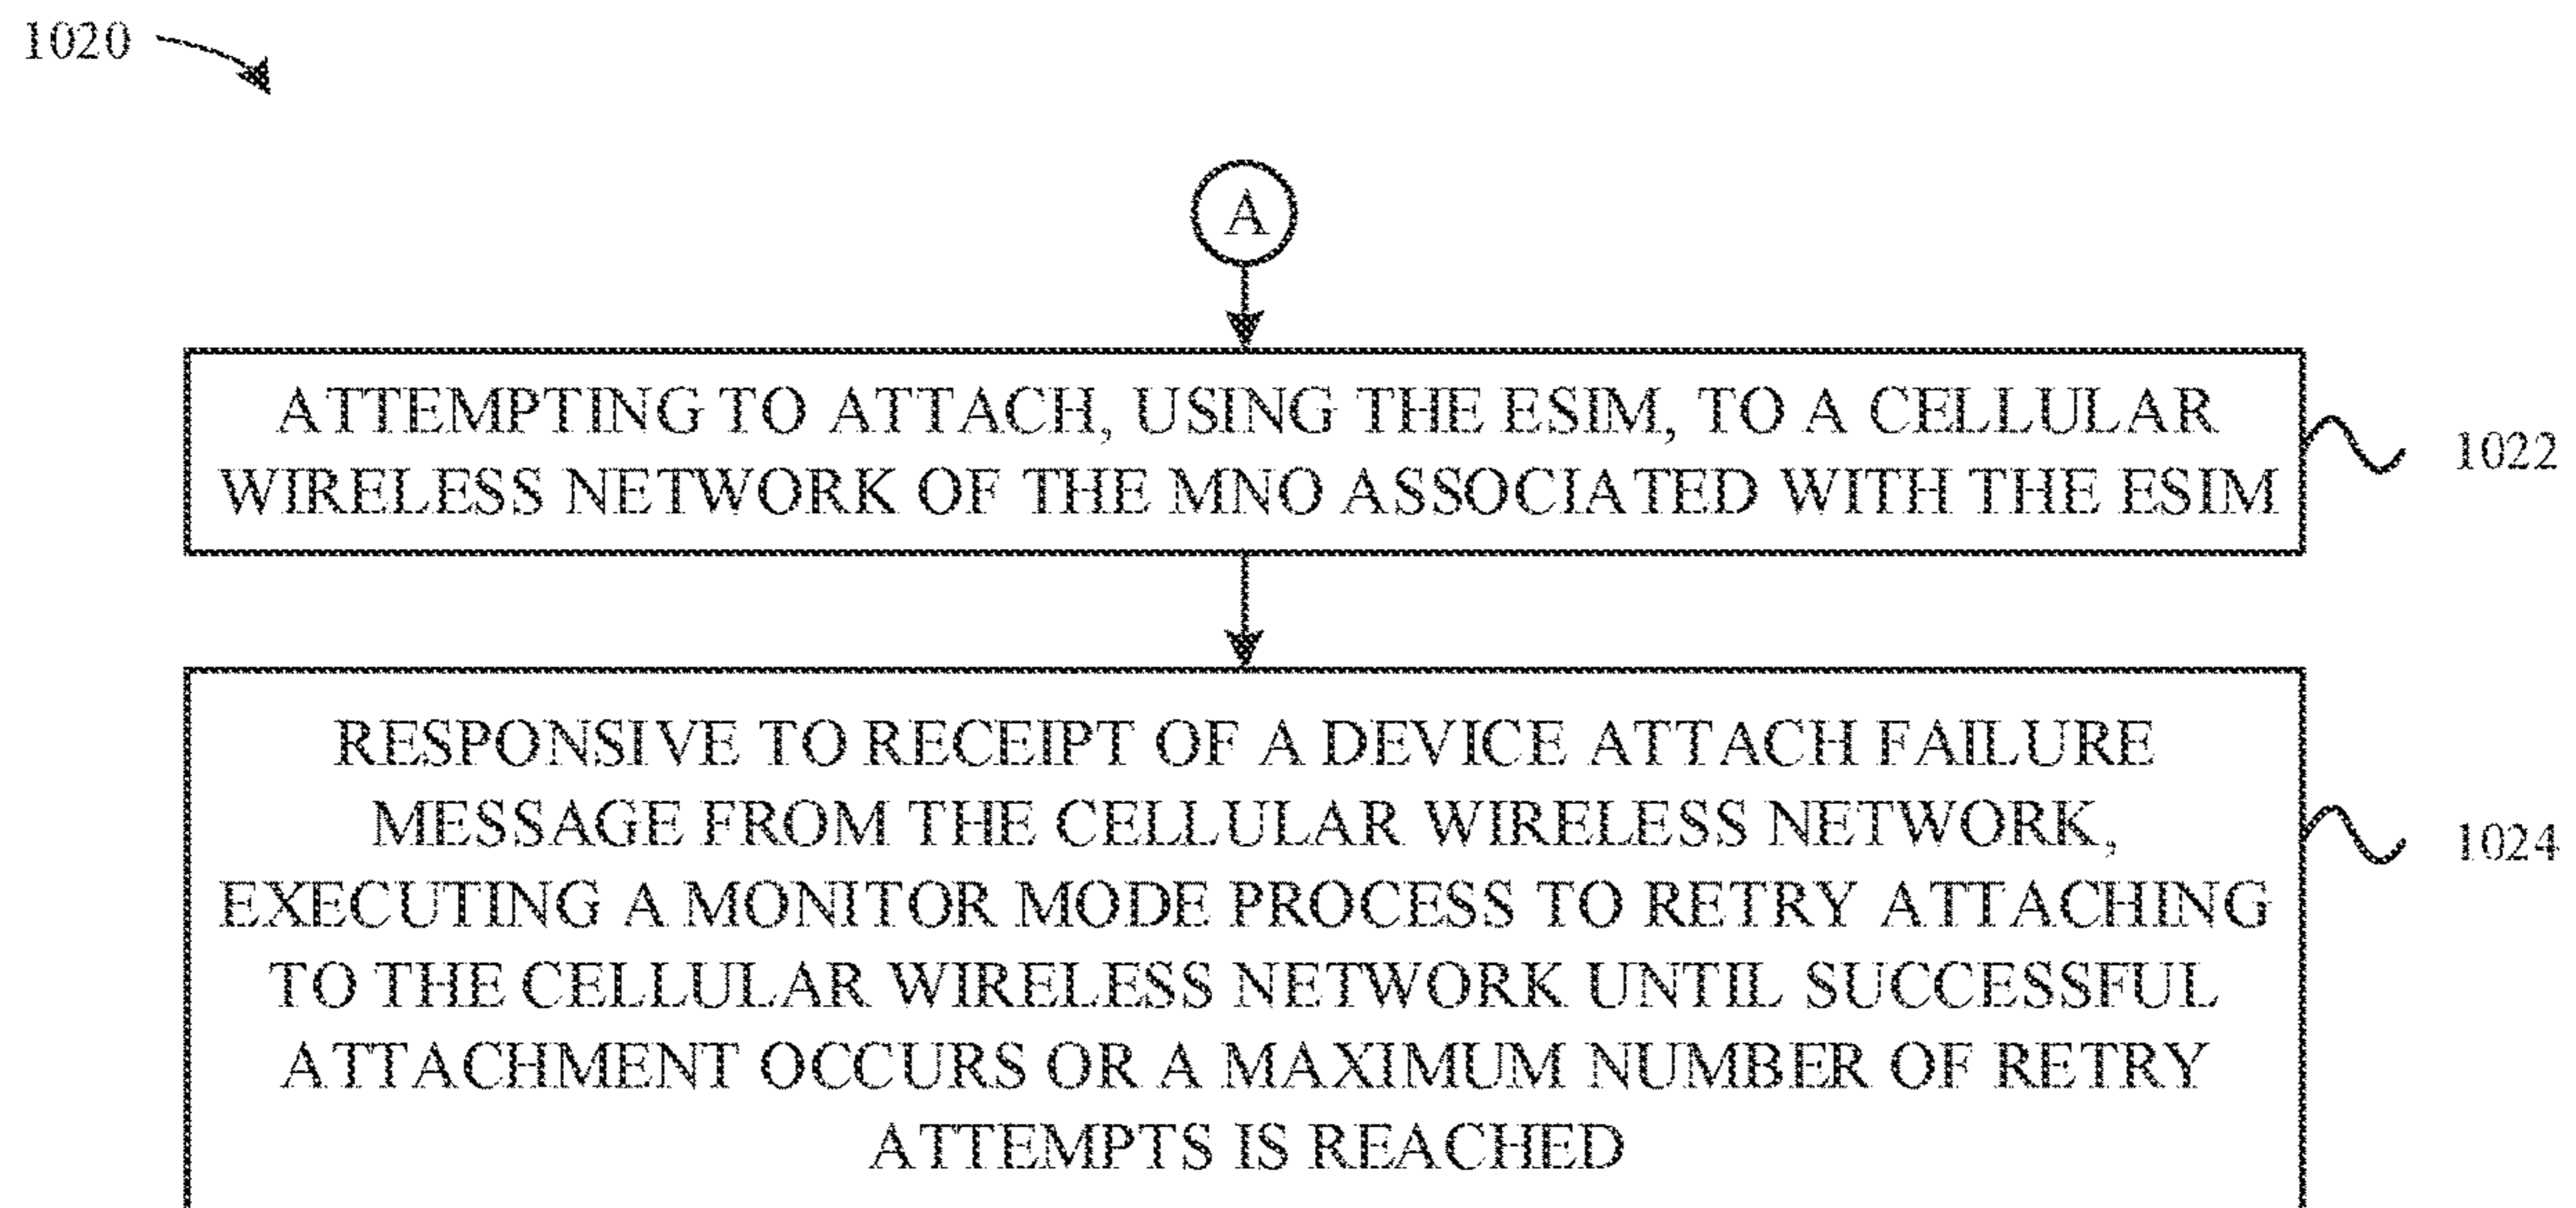 1020
A
ATTEMPTING TO ATTACH, USING THE ESIM, TO A CELLULAR
WIRELESS NETWORK OF THE MNO ASSOCIATED WITH THE ESIM
1022
RESPONSIVE TO RECEIPT OF A DEVICE ATTACH FAILURE
MESSAGE FROM THE CELLULAR WIRELESS NETWORK,
EXECUTING A MONITOR MODE PROCESS TO RETRY ATTACHING
TO THE CELLULAR WIRELESS NETWORK UNTIL SUCCESSFUL
ATTACHMENT OCCURS OR A MAXIMUM NUMBER OF RETRY
ATTEMPTS IS REACHED
1024